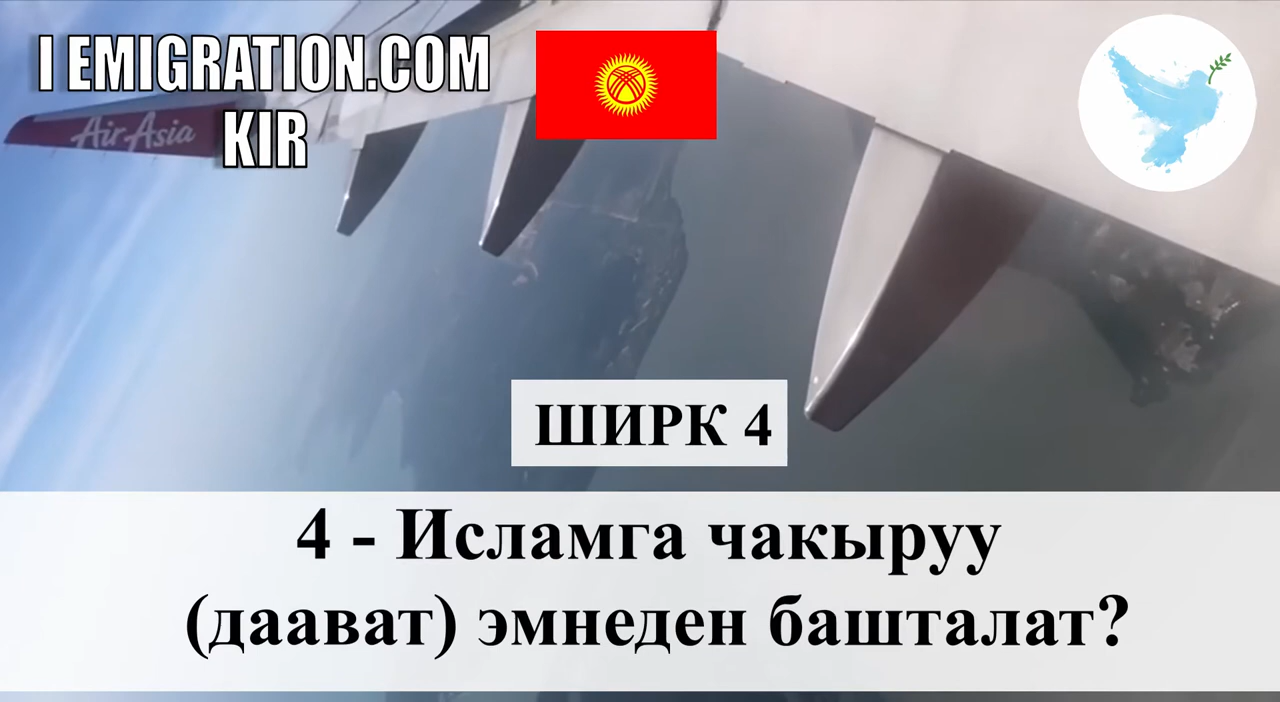 I EMIGRATION.COM
KIR
AirAsia
ШИРК 4
4 - Исламга чакыруу
(даават) эмнеден башталат?